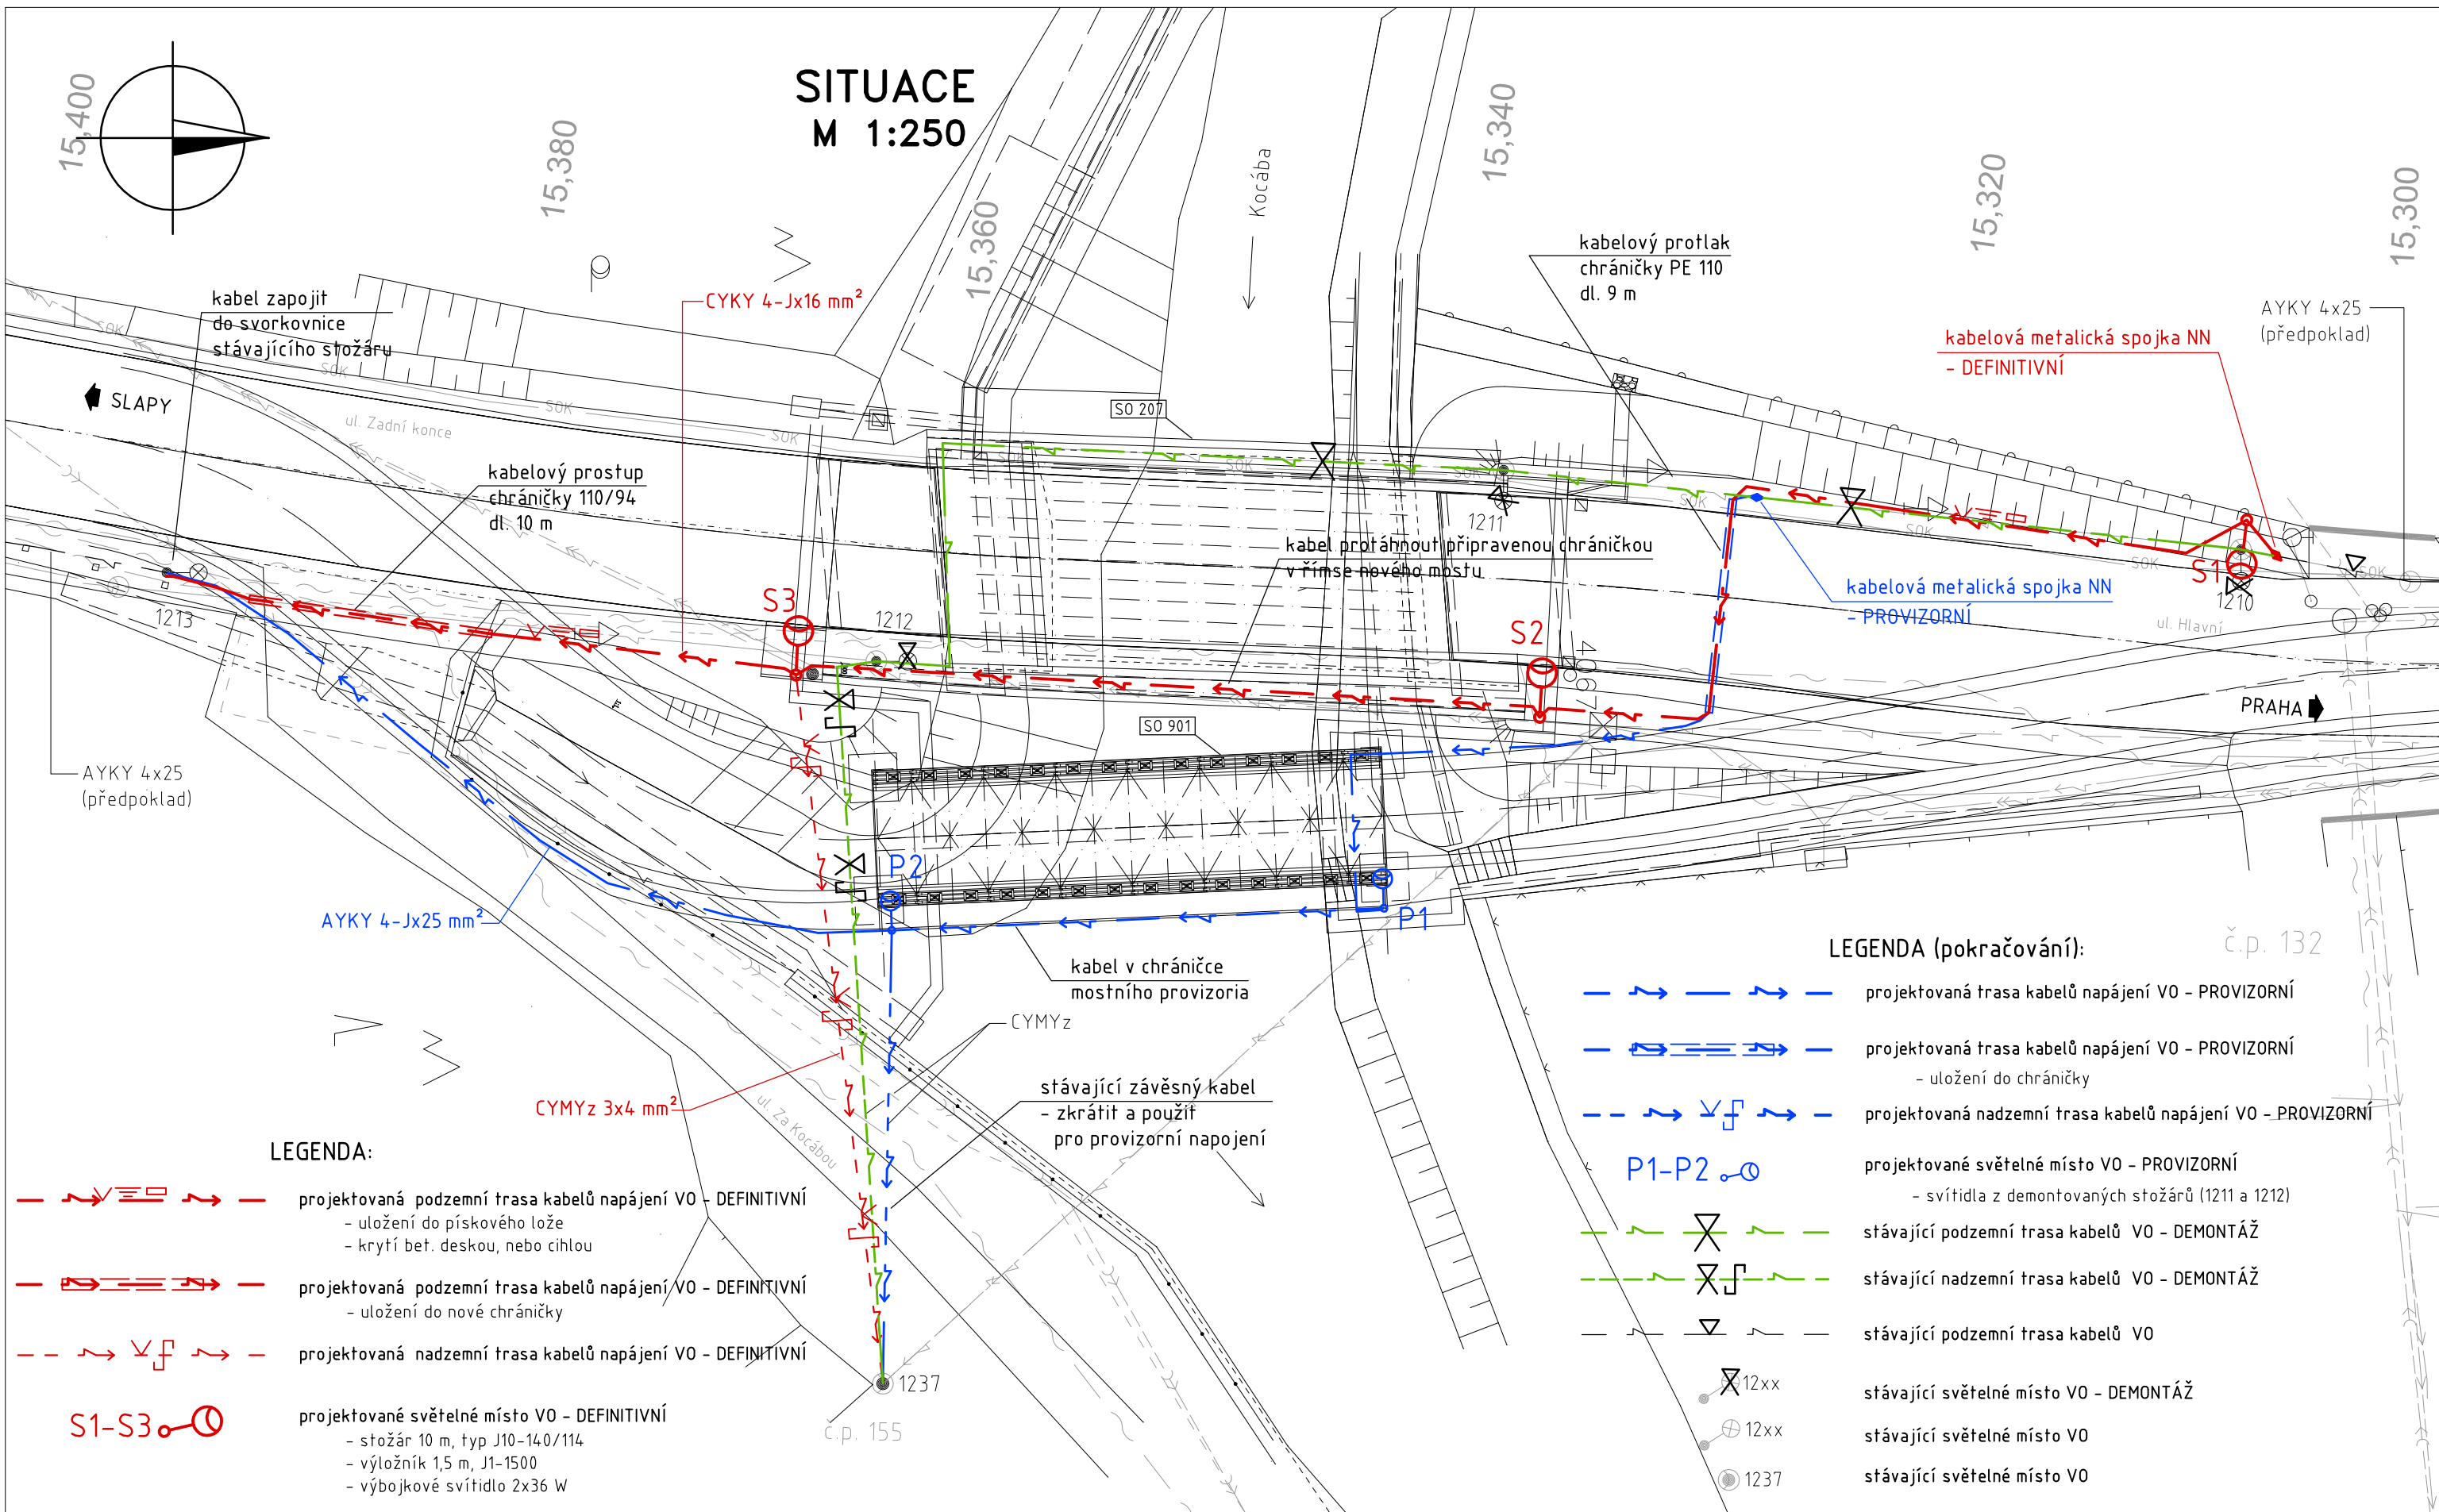 SITUACE
M 1:250
15,400
15,380
15,360
15,340
15,320
15,300
Kocába
kabel zapojit
do svorkovnice
stávajícího stožáru
CYKY 4-Jx16 mm²
kabelový protlak
chráničky PE 110
dl. 9 m
AYKY 4x25
(předpoklad)
kabelová metalická spojka NN
- DEFINITIVNÍ
SLAPY
ul. Zadní konce
SOK
SOK
SOK
SOK
SOK
SOK
SOK
SOK
SOK
SOK
SOK
SO 207
kabelový prostup
chráničky 110/94
dl. 10 m
1211
kabel protáhnout připravenou chráničkou
v římse nového mostu
kabelová metalická spojka NN
- PROVIZORNÍ
S1
1210
ul. Hlavní
1213
S3
1212
S2
PRAHA
SO 901
AYKY 4x25
(předpoklad)
P2
P1
AYKY 4-Jx25 mm²
kabel v chráničce
mostního provizoria
CYMYz
CYMYz 3x4 mm²
stávající závěsný kabel
- zkrátit a použít
pro provizorní napojení
ul. Za Kocábou
1237
č.p. 155
č.p. 132
LEGENDA:
projektovaná podzemní trasa kabelů napájení VO - DEFINITIVNÍ
- uložení do pískového lože
- krytí bet. deskou, nebo cihlou
projektovaná podzemní trasa kabelů napájení VO - DEFINITIVNÍ
- uložení do nové chráničky
projektovaná nadzemní trasa kabelů napájení VO - DEFINITIVNÍ
S1-S3
projektované světelné místo VO - DEFINITIVNÍ
- stožár 10 m, typ J10-140/114
- výložník 1,5 m, J1-1500
- výbojkové svítidlo 2x36 W
LEGENDA (pokračování):
projektovaná trasa kabelů napájení VO - PROVIZORNÍ
projektovaná trasa kabelů napájení VO - PROVIZORNÍ
- uložení do chráničky
projektovaná nadzemní trasa kabelů napájení VO - PROVIZORNÍ
P1-P2
projektované světelné místo VO - PROVIZORNÍ
- svítidla z demontovaných stožárů (1211 a 1212)
stávající podzemní trasa kabelů VO - DEMONTÁŽ
stávající nadzemní trasa kabelů VO - DEMONTÁŽ
stávající podzemní trasa kabelů VO
12xx
stávající světelné místo VO - DEMONTÁŽ
12xx
stávající světelné místo VO
1237
stávající světelné místo VO